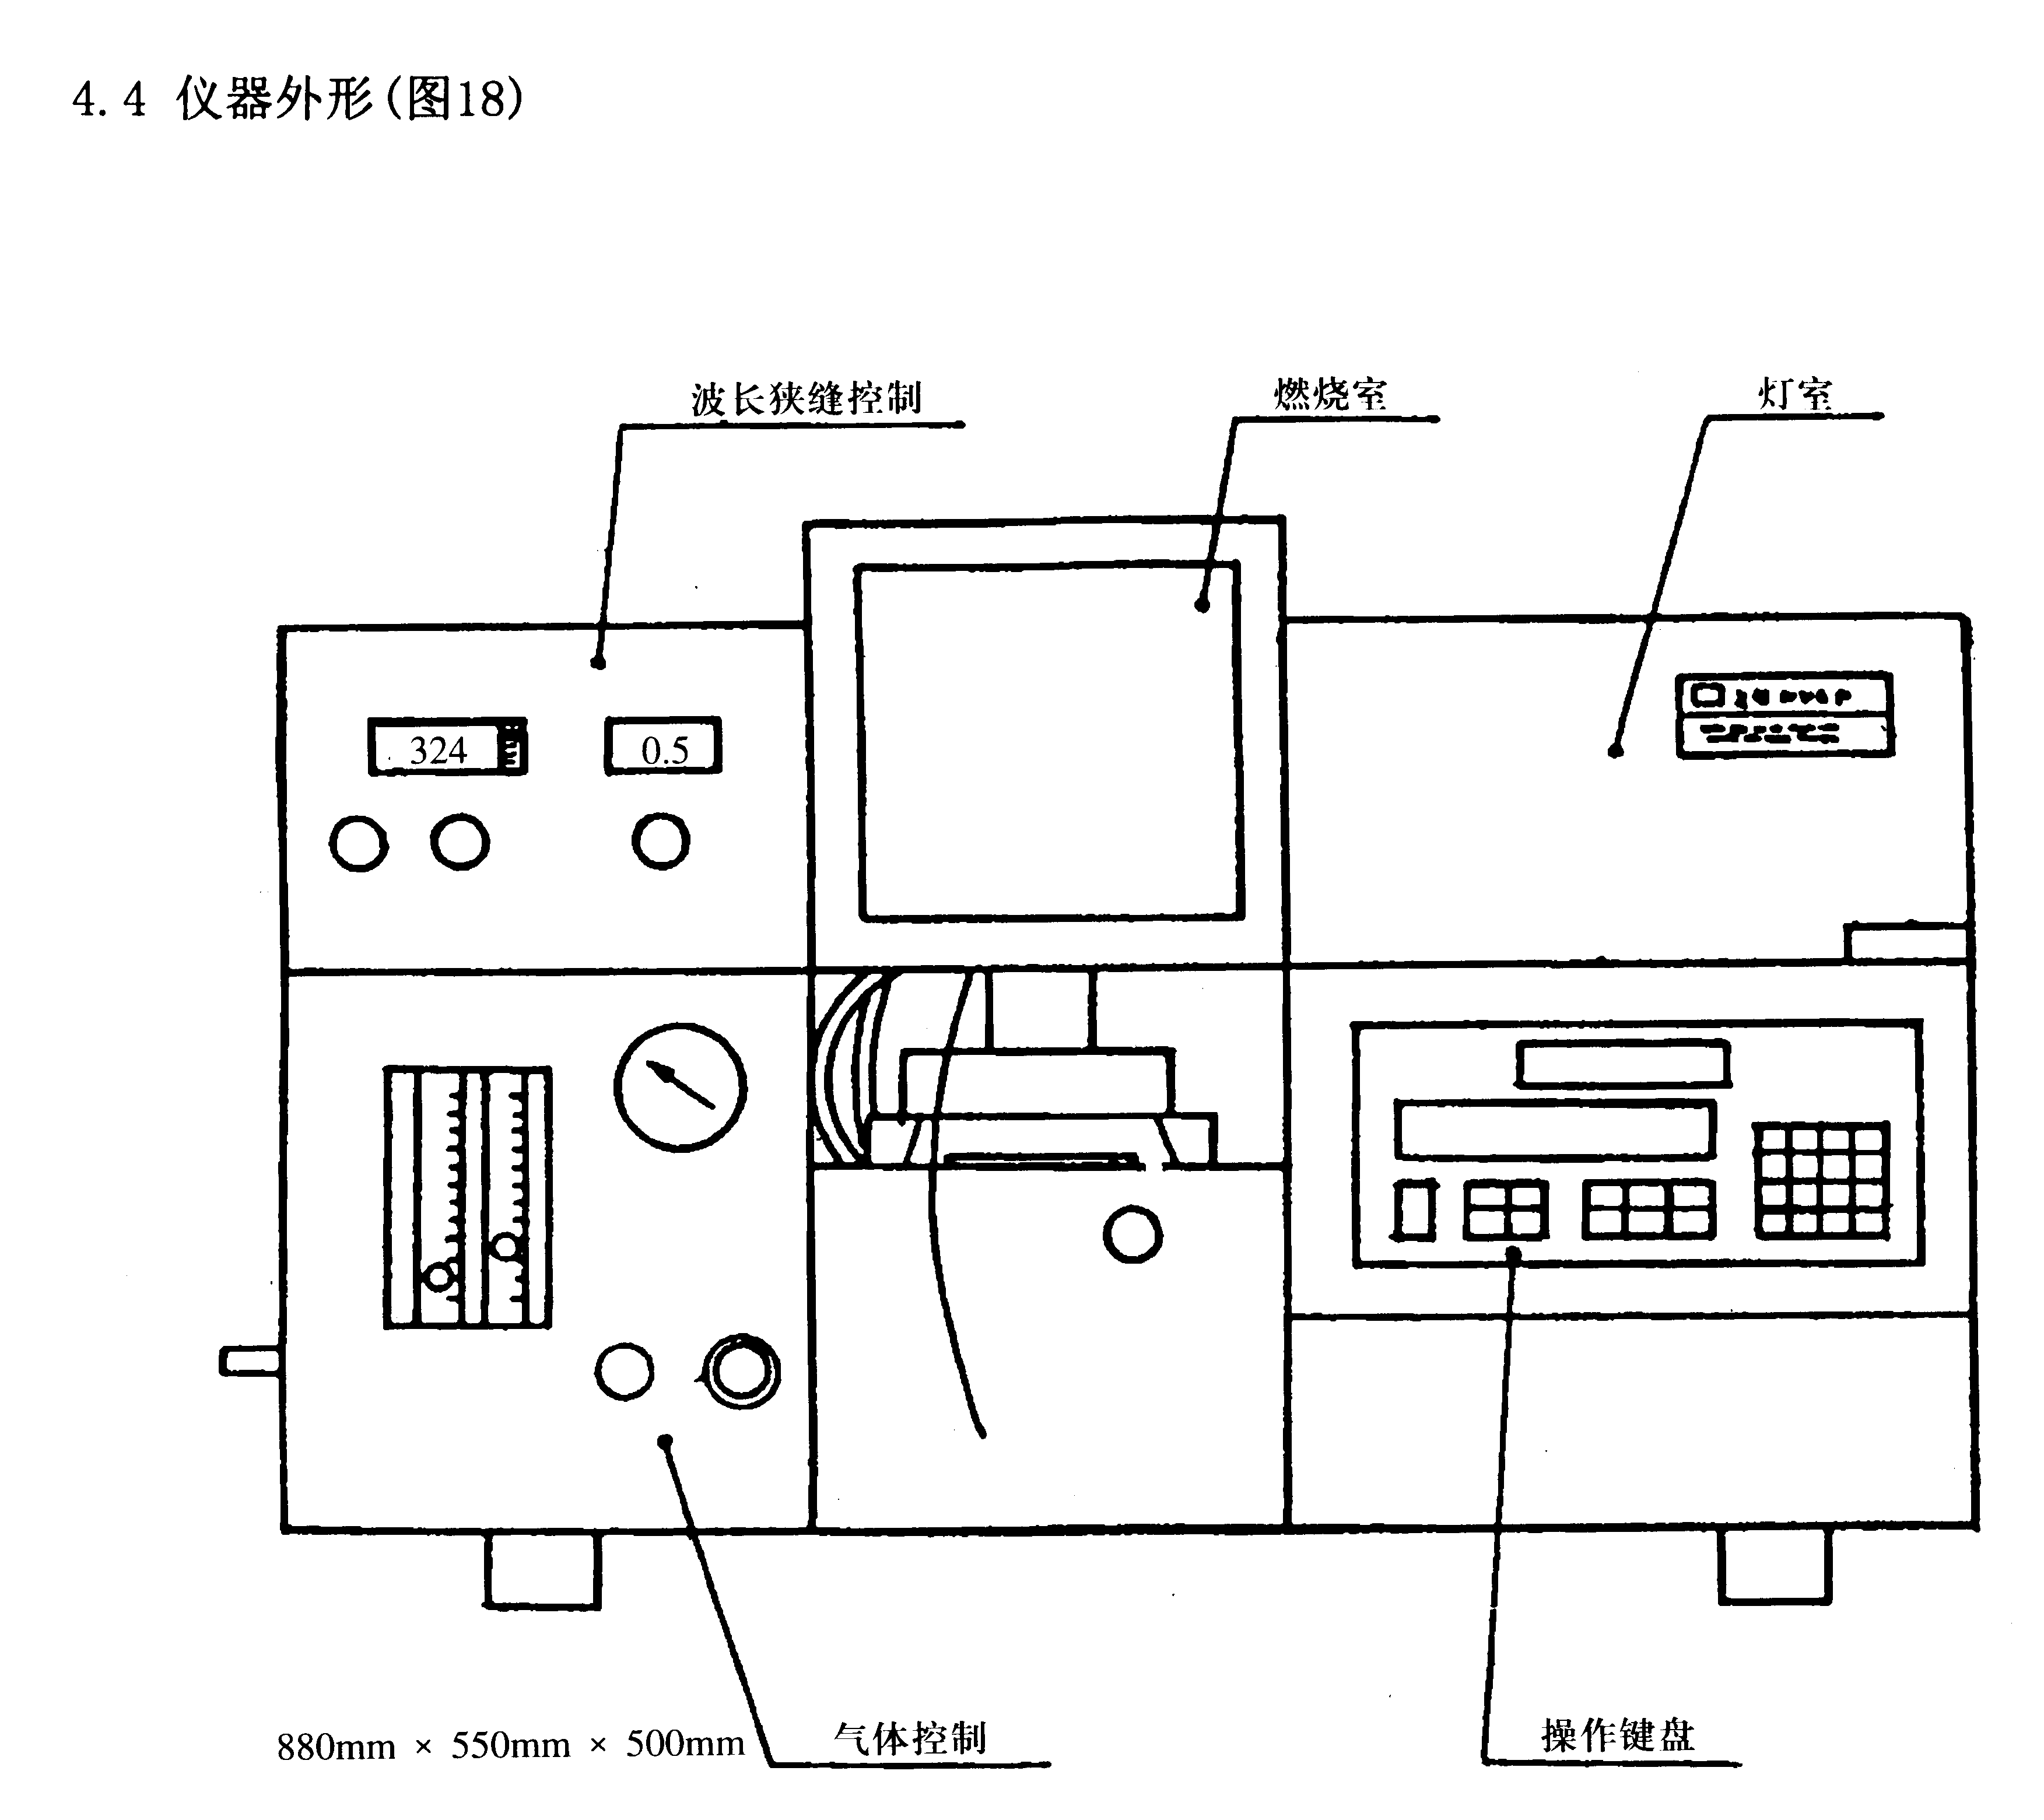 4.4 仪器外形(图18)
波长狭缝控制
燃烧室
灯室
324
0.5
880mm × 550mm × 500mm
气体控制
操作键盘